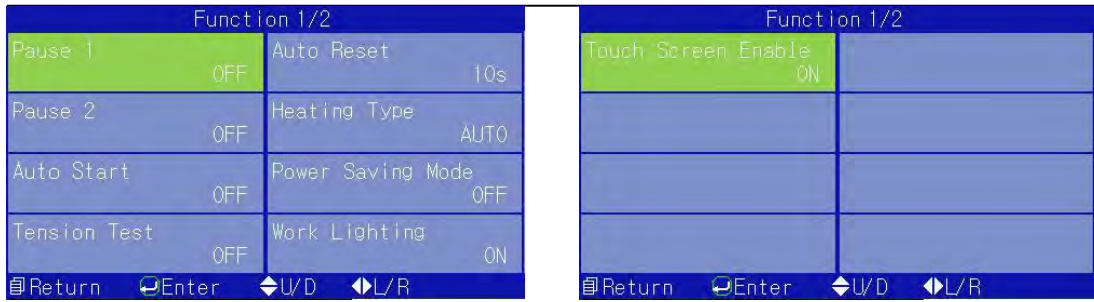 Function 1/2
Pause 1
OFF
Auto Reset
10s
Pause 2
OFF
Heating Type
AUTO
Auto Start
OFF
Power Saving Mode
OFF
Tension Test
OFF
Work Lighting
ON
Return Enter U/D L/R
Function 1/2
Touch Screen Enable
ON
Return Enter U/D L/R